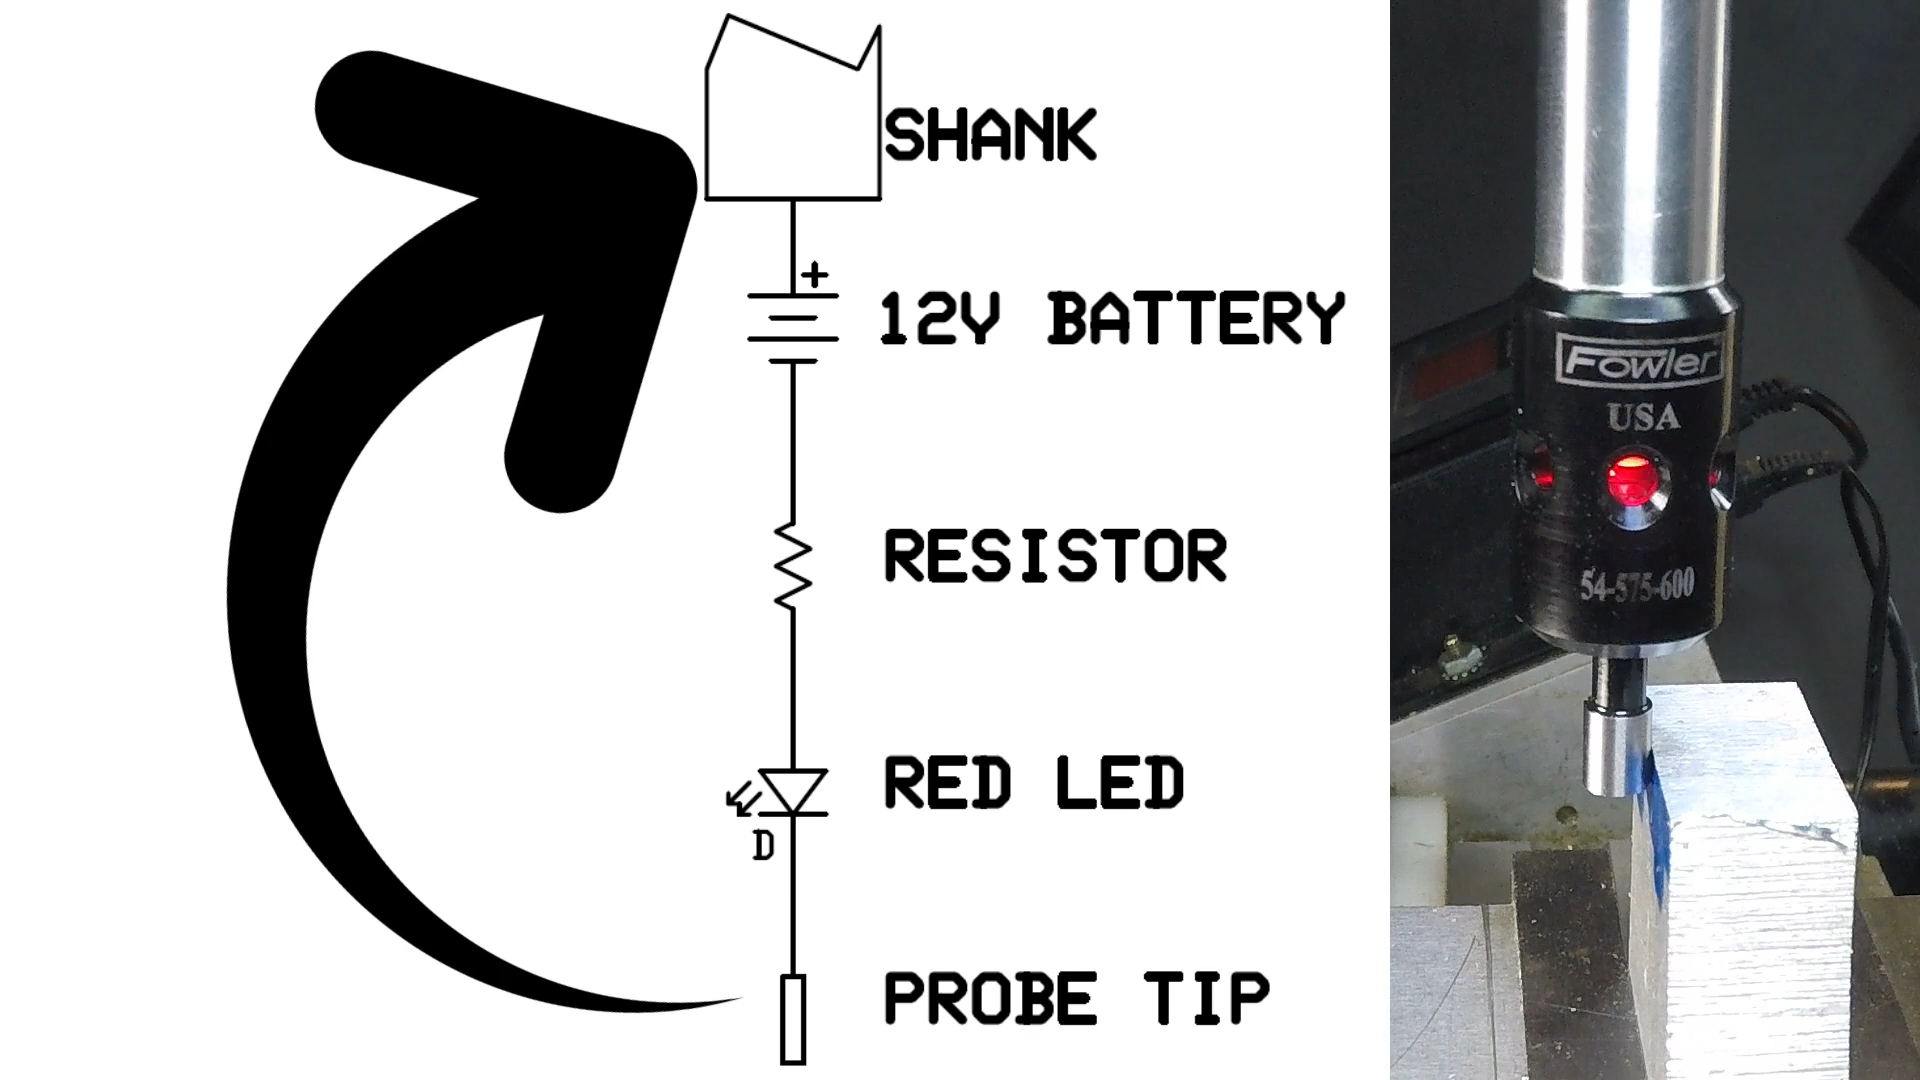 SHANK
+
12V BATTERY
RESISTOR
RED LED
D
PROBE TIP
Fowler
USA
54-575-600